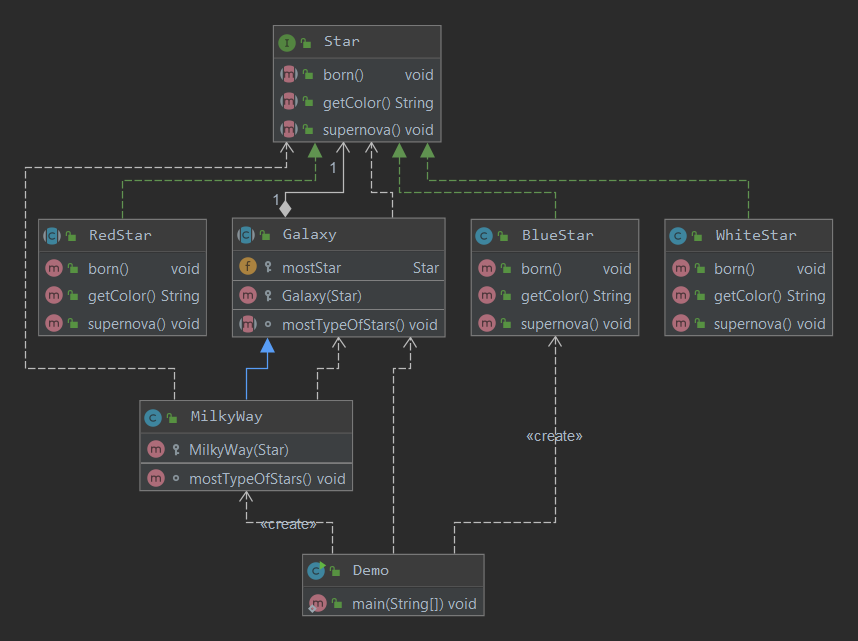 Star
born() void
getColor() String
supernova() void
1
1
RedStar
born() void
getColor() String
supernova() void
Galaxy
mostStar Star
Galaxy(Star)
mostTypeOfStars() void
BlueStar
born() void
getColor() String
supernova() void
WhiteStar
born() void
getColor() String
supernova() void
MilkyWay
MilkyWay(Star)
mostTypeOfStars() void
«create»
«create»
Demo
main(String[]) void